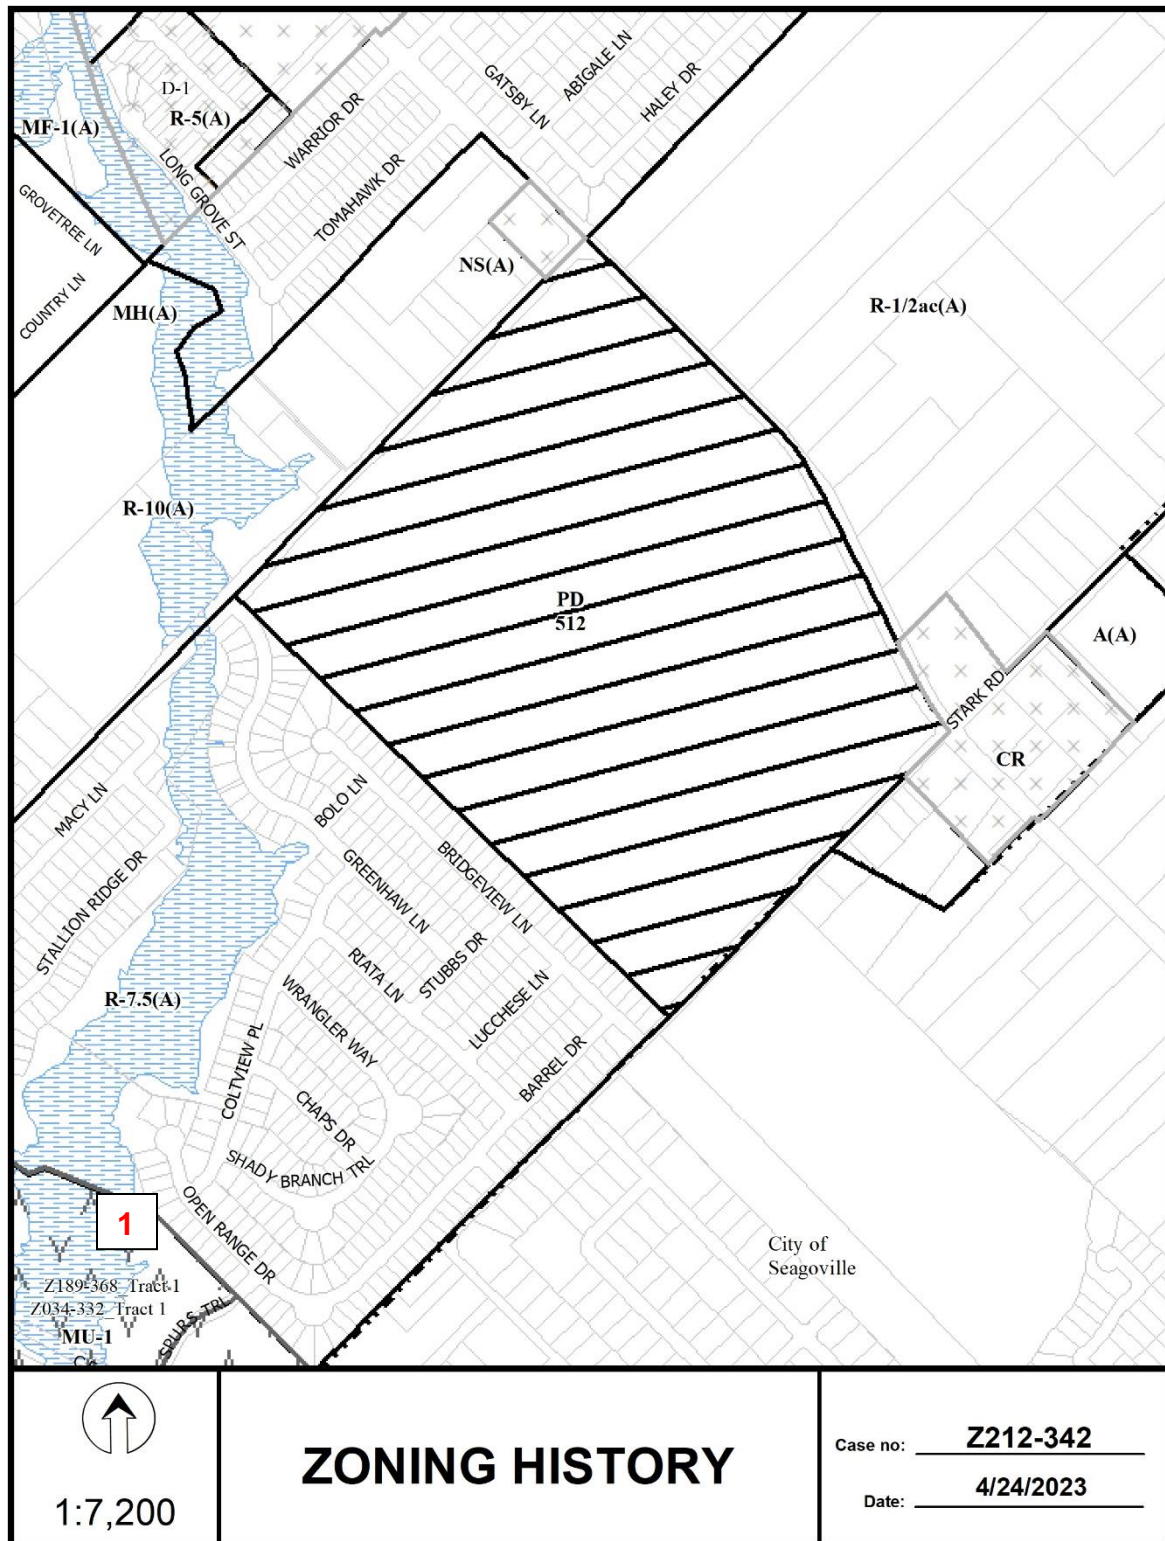 GATSBY LN
ABIGALE LN
HALEY DR
D-1
R-5(A)
MF-1(A)
WARRIOR DR
LONG GROVE ST
TOMAHAWK DR
GROVETREE LN
COUNTRY LN
MH(A)
NS(A)
R-1/2ac(A)
R-10(A)
PD
512
A(A)
STARK RD
CR
MACY LN
BOLO LN
STALLION RIDGE DR
GREENHAW LN
BRIDGEVIEW LN
RIATA LN
STUBBS DR
LUCCHESE LN
R-7.5(A)
WRANGLER WAY
COLTVIEW PL
BARREL DR
CHAPS DR
SHADY BRANCH TRL
OPEN RANGE DR
1
City of
Seagoville
Z189-368_Tract 1
Z034-332_Tract 1
MU-1
SPURS TRL
1:7,200
ZONING HISTORY
Case no: Z212-342
Date: 4/24/2023